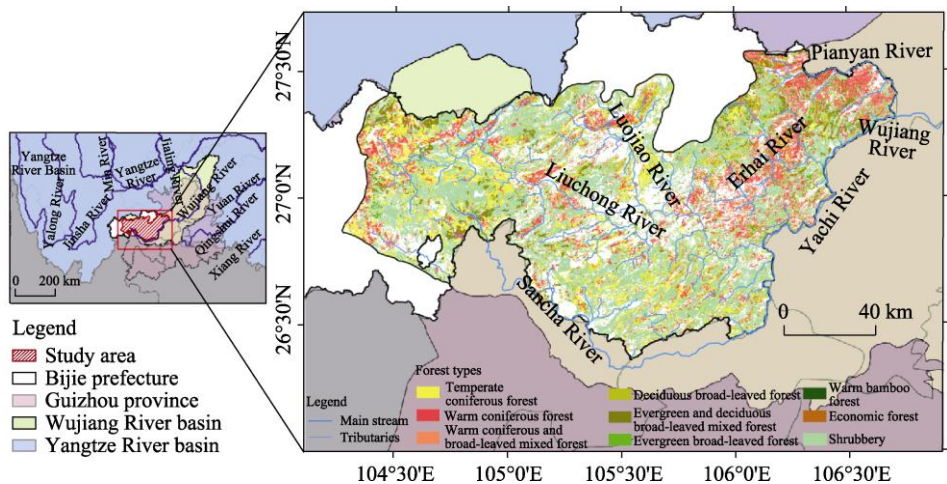 Yangtze
River Basin
Yalong River
Jinsha River
Min River
Yangtze
River
Jialing River
Wujiang River
Yuan River
Qingshui River
Xiang River
0 200 km
Legend
Study area
Bijie prefecture
Guizhou province
Wujiang River basin
Yangtze River basin
27°30'N
27°0'N
26°30'N
Pianyan River
Wujiang
River
Luojiao River
Erhai River
Liuchong River
Yachi River
Sancha River
0 40 km
Legend
Main stream
Tributaries
Forest types
Temperate
coniferous forest
Warm coniferous forest
Warm coniferous and
broad-leaved mixed forest
Deciduous broad-leaved forest
Evergreen and deciduous
broad-leaved mixed forest
Evergreen broad-leaved forest
Warm bamboo
forest
Economic forest
Shrubbery
104°30'E 105°0'E 105°30'E 106°0'E 106°30'E